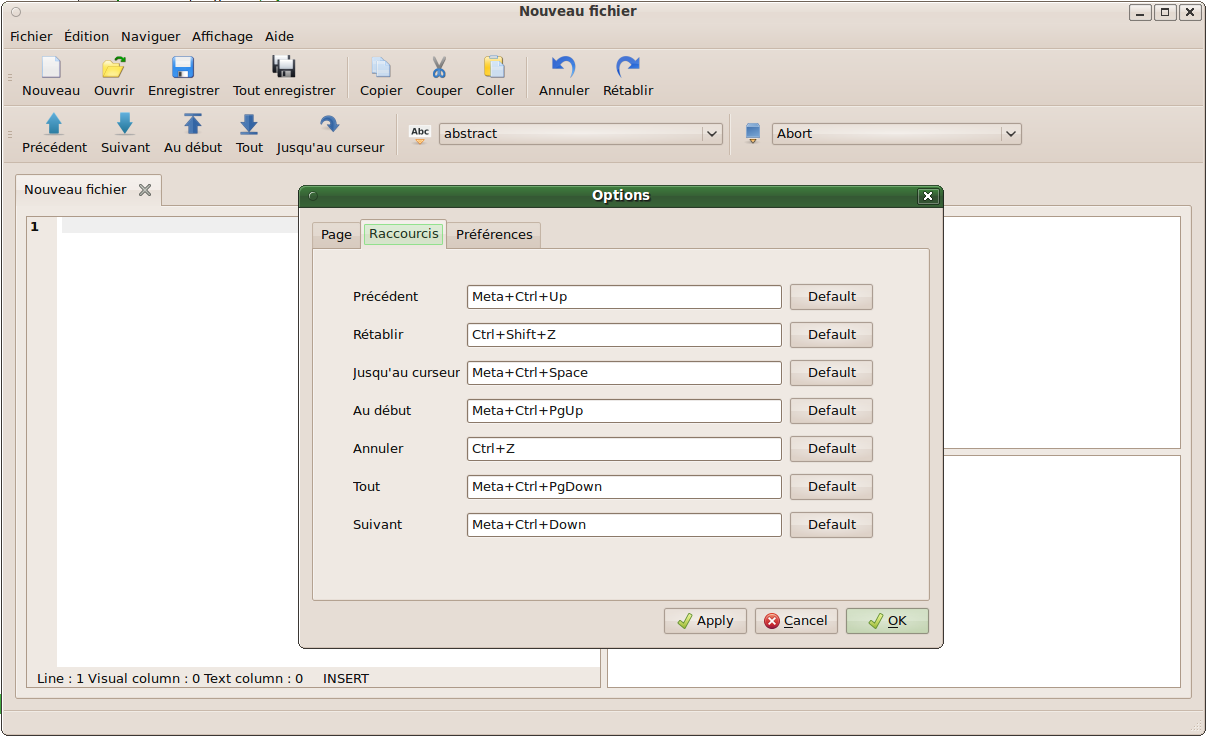 Nouveau fichier
Fichier Édition Naviguer Affichage Aide
Nouveau Ouvrir Enregistrer Tout enregistrer Copier Couper Coller Annuler Rétablir
Abc abstract Abort
Précédent Suivant Au début Tout Jusqu'au curseur
Nouveau fichier
1
Options
Page Raccourcis Préférences
Précédent Meta+Ctrl+Up Default
Rétablir Ctrl+Shift+Z Default
Jusqu'au curseur Meta+Ctrl+Space Default
Au début Meta+Ctrl+PgUp Default
Annuler Ctrl+Z Default
Tout Meta+Ctrl+PgDown Default
Suivant Meta+Ctrl+Down Default
Apply Cancel OK
Line : 1 Visual column : 0 Text column : 0 INSERT